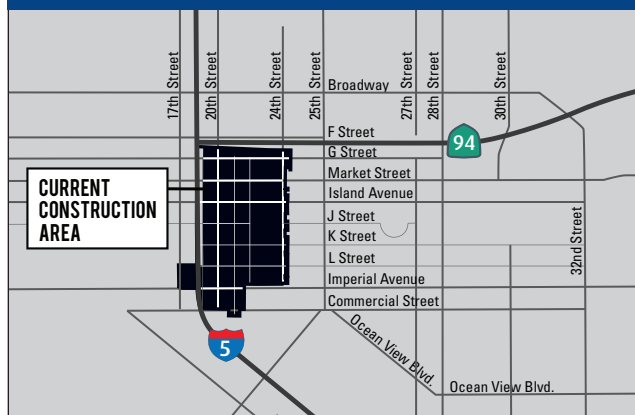 17th Street
20th Street
24th Street
25th Street
27th Street
28th Street
30th Street
Broadway
F Street
94
G Street
Market Street
CURRENT
CONSTRUCTION
AREA
Island Avenue
J Street
K Street
32nd Street
L Street
Imperial Avenue
Commercial Street
5
Ocean View Blvd.
Ocean View Blvd.